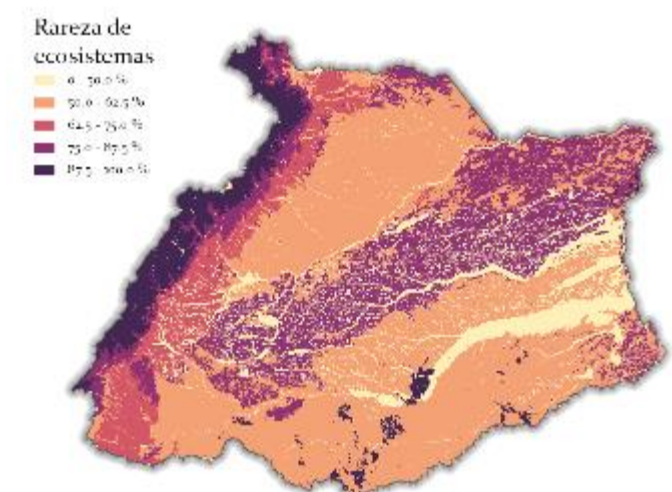 Rareza de
ecosistemas
0 - 50.0 %
50.0 - 62.5 %
62.5 - 75.0 %
75.0 - 87.5 %
87.5 - 100.0 %